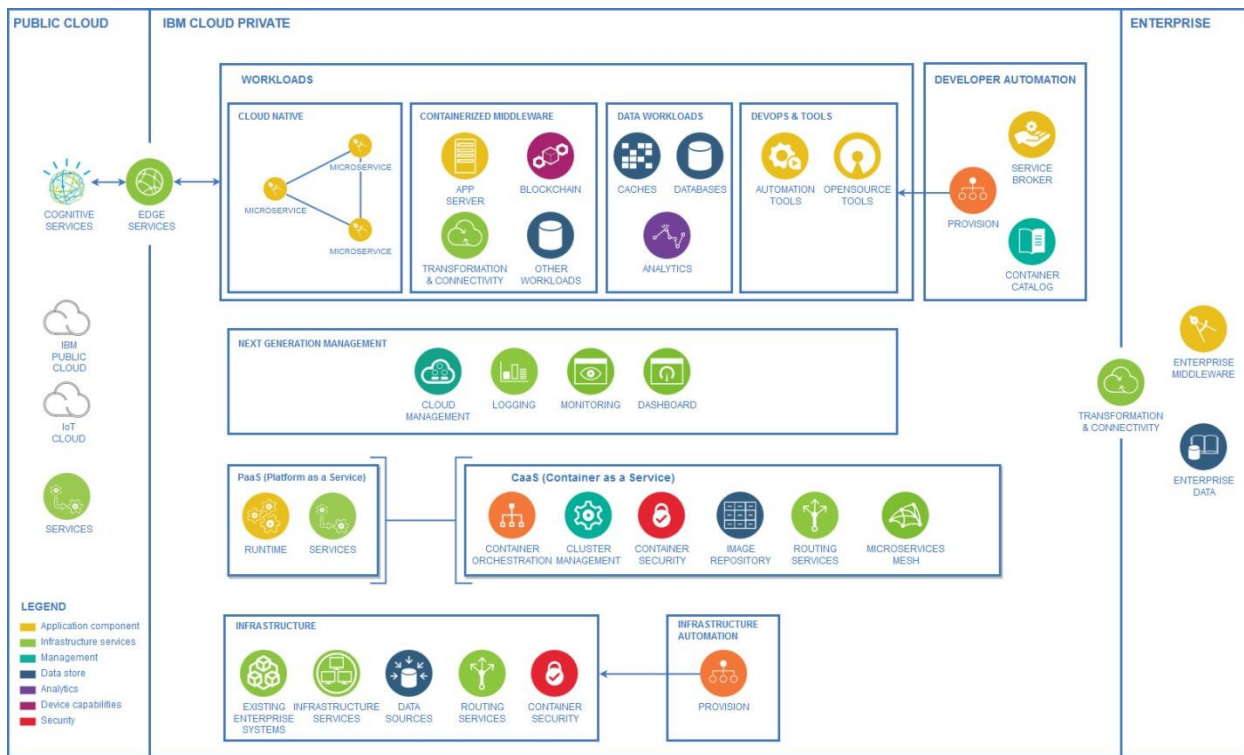 PUBLIC CLOUD
IBM CLOUD PRIVATE
ENTERPRISE
WORKLOADS
DEVELOPER AUTOMATION
CLOUD NATIVE
MICROSERVICE
MICROSERVICE
MICROSERVICE
CONTAINERIZED MIDDLEWARE
APP
SERVER
BLOCKCHAIN
TRANSFORMATION
& CONNECTIVITY
OTHER
WORKLOADS
DATA WORKLOADS
CACHES
DATABASES
ANALYTICS
DEVOPS & TOOLS
AUTOMATION
TOOLS
OPENSOURCE
TOOLS
SERVICE
BROKER
PROVISION
CONTAINER
CATALOG
COGNITIVE
SERVICES
EDGE
SERVICES
IBM
PUBLIC
CLOUD
IoT
CLOUD
SERVICES
NEXT GENERATION MANAGEMENT
CLOUD
MANAGEMENT
LOGGING
MONITORING
DASHBOARD
TRANSFORMATION
& CONNECTIVITY
ENTERPRISE
MIDDLEWARE
ENTERPRISE
DATA
PaaS (Platform as a Service)
RUNTIME
SERVICES
CaaS (Container as a Service)
CONTAINER
ORCHESTRATION
CLUSTER
MANAGEMENT
CONTAINER
SECURITY
IMAGE
REPOSITORY
ROUTING
SERVICES
MICROSERVICES
MESH
LEGEND
Application component
Infrastructure services
Management
Data store
Analytics
Device capabilities
Security
INFRASTRUCTURE
EXISTING
ENTERPRISE
SYSTEMS
INFRASTRUCTURE
SERVICES
DATA
SOURCES
ROUTING
SERVICES
CONTAINER
SECURITY
INFRASTRUCTURE
AUTOMATION
PROVISION